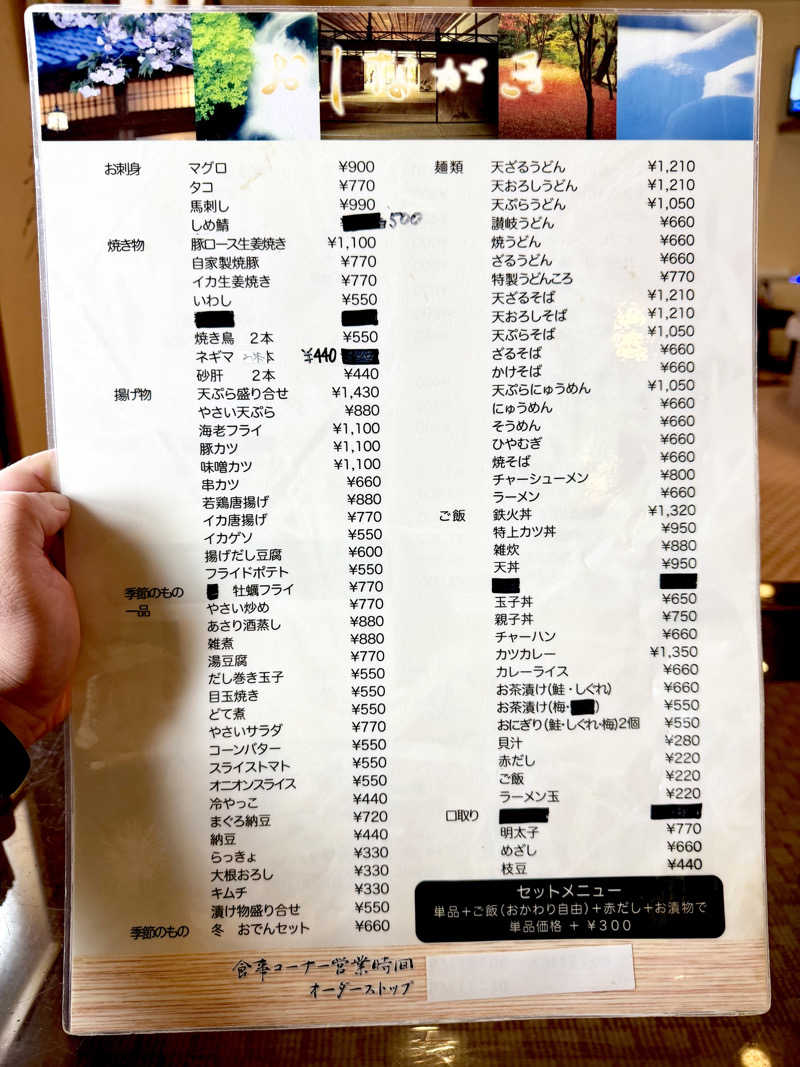 おしながき
お刺身 マグロ ¥900
タコ ¥770
馬刺し ¥990
しめ鯖 500
焼き物 豚ロース生姜焼き ¥1,100
自家製焼豚 ¥770
イカ生姜焼き ¥770
いわし ¥550
焼き鳥 2本 ¥550
ネギマ 2本 ¥440
砂肝 2本 ¥440
揚げ物 天ぷら盛り合せ ¥1,430
やさい天ぷら ¥880
海老フライ ¥1,100
豚カツ ¥1,100
味噌カツ ¥1,100
串カツ ¥660
若鶏唐揚げ ¥880
イカ唐揚げ ¥770
イカゲソ ¥550
揚げだし豆腐 ¥600
フライドポテト ¥550
季節のもの 牡蠣フライ ¥770
一品 やさい炒め ¥770
あさり酒蒸し ¥880
雑煮 ¥880
湯豆腐 ¥770
だし巻き玉子 ¥550
目玉焼き ¥550
どて煮 ¥550
やさいサラダ ¥770
コーンバター ¥550
スライストマト ¥550
オニオンスライス ¥550
冷やっこ ¥440
まぐろ納豆 ¥720
納豆 ¥440
らっきょ ¥330
大根おろし ¥330
キムチ ¥330
漬け物盛り合せ ¥550
季節のもの 冬 おでんセット ¥660
麺類 天ざるうどん ¥1,210
天おろしうどん ¥1,210
天ぷらうどん ¥1,050
讃岐うどん ¥660
焼うどん ¥660
ざるうどん ¥660
特製うどんころ ¥770
天ざるそば ¥1,210
天おろしそば ¥1,210
天ぷらそば ¥1,050
ざるそば ¥660
かけそば ¥660
天ぷらにゅうめん ¥1,050
にゅうめん ¥660
そうめん ¥660
ひやむぎ ¥660
焼そば ¥660
チャーシューメン ¥800
ラーメン ¥660
ご飯 鉄火丼 ¥1,320
特上カツ丼 ¥950
雑炊 ¥880
天丼 ¥950
玉子丼 ¥650
親子丼 ¥750
チャーハン ¥660
カツカレー ¥1,350
カレーライス ¥660
お茶漬け(鮭・しぐれ) ¥660
お茶漬け(梅・ ) ¥550
おにぎり(鮭・しぐれ・梅)2個 ¥550
貝汁 ¥280
赤だし ¥220
ご飯 ¥220
ラーメン玉 ¥220
口取り
明太子 ¥770
めざし ¥660
枝豆 ¥440
セットメニュー
単品+ご飯(おかわり自由)+赤だし+お漬物で
単品価格 + ¥300
食事コーナー営業時間
オーダーストップ